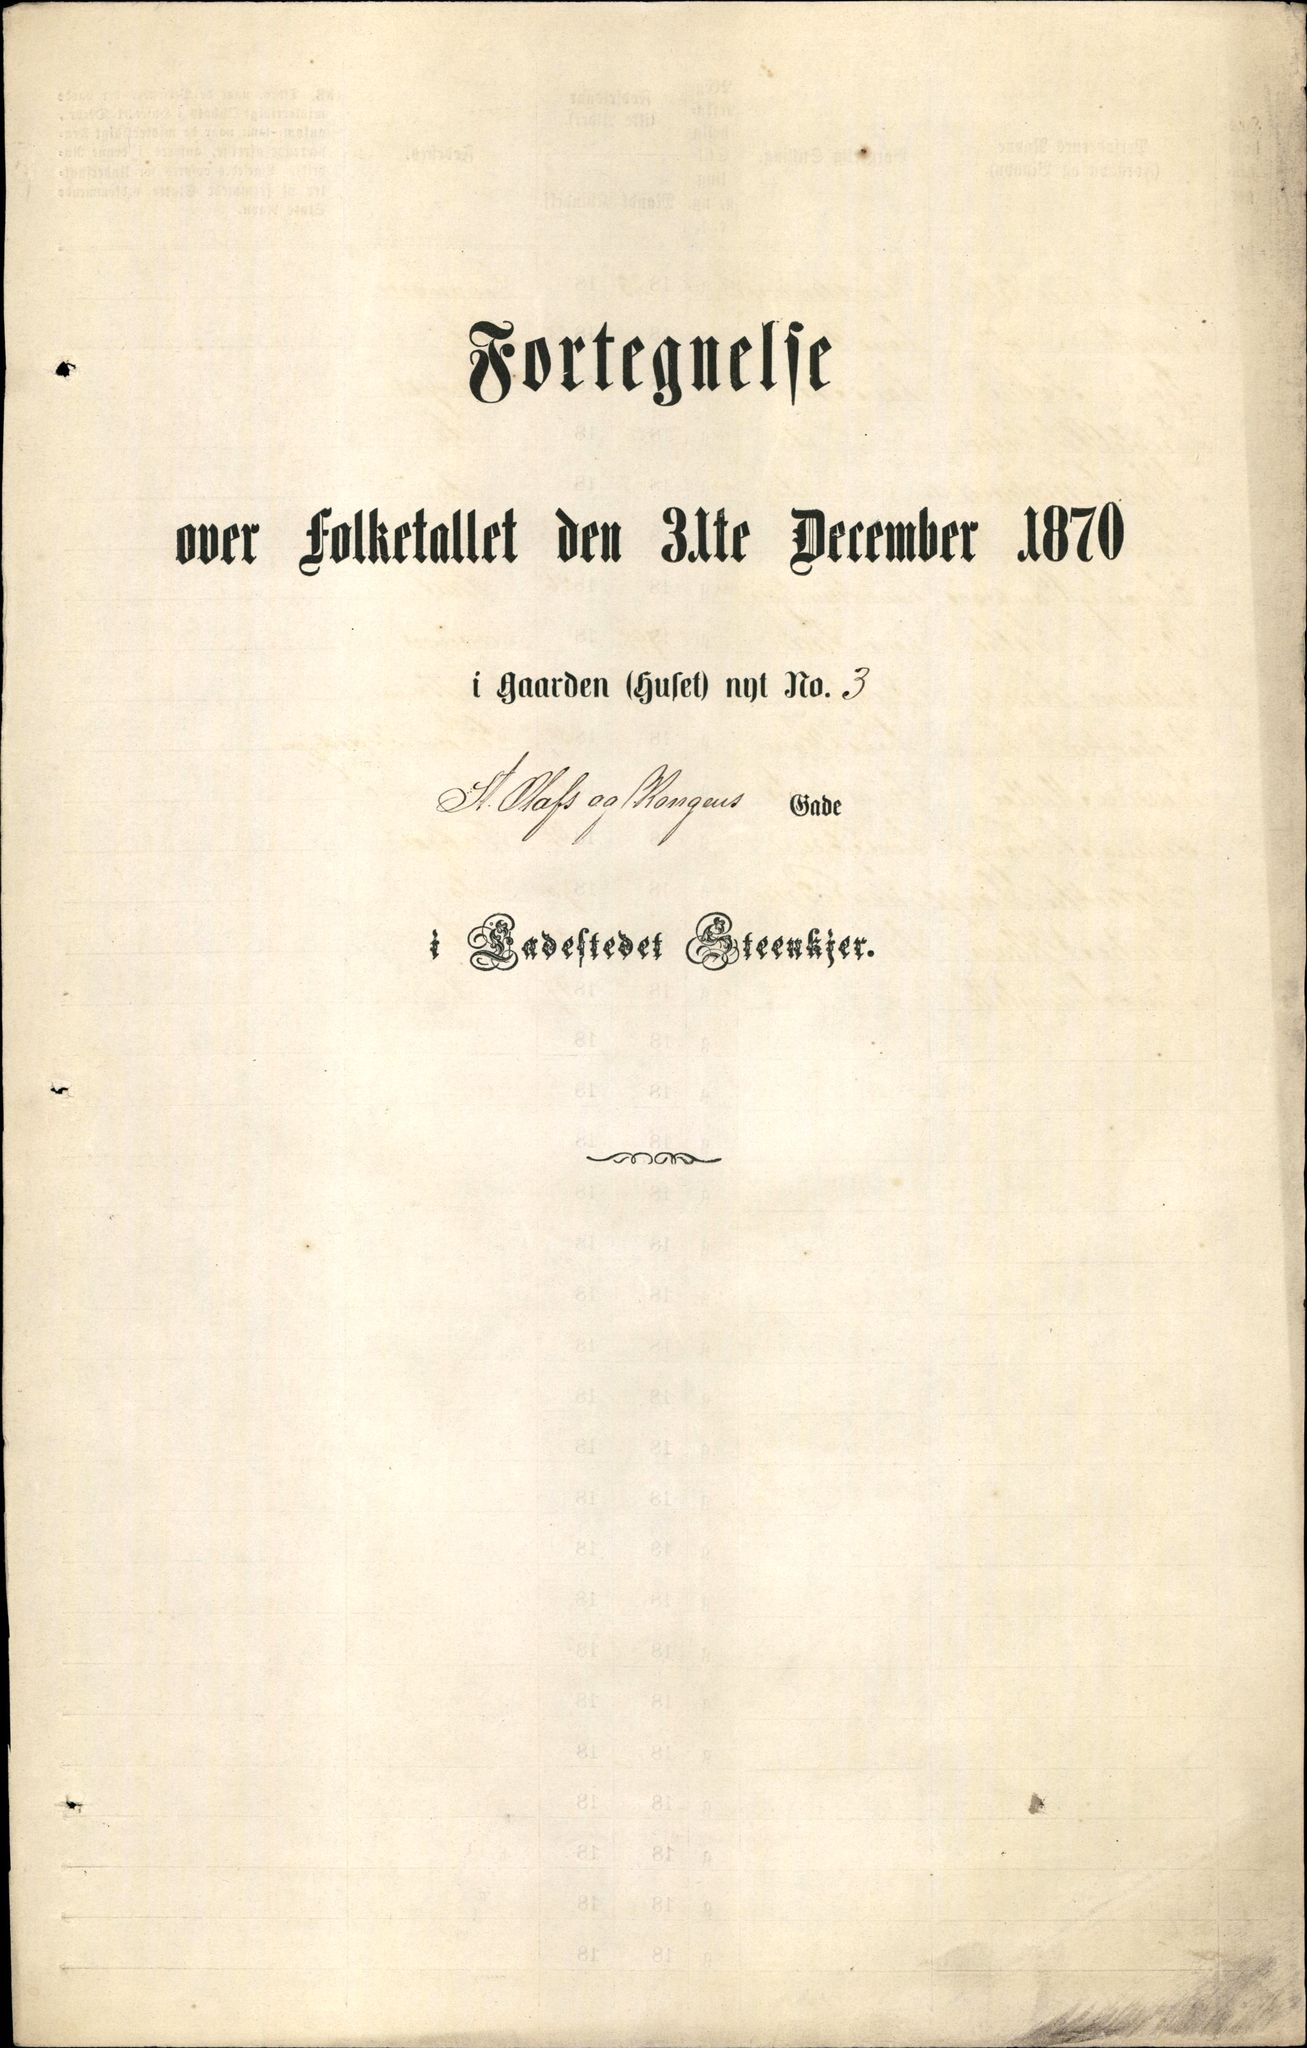 Fortegnelse
over Folketallet den 31te December 1870
i Gaarden (Huset) nyt No. 3
St. Olafs og Kongens Gade
i Ladestedet Steenkjer.